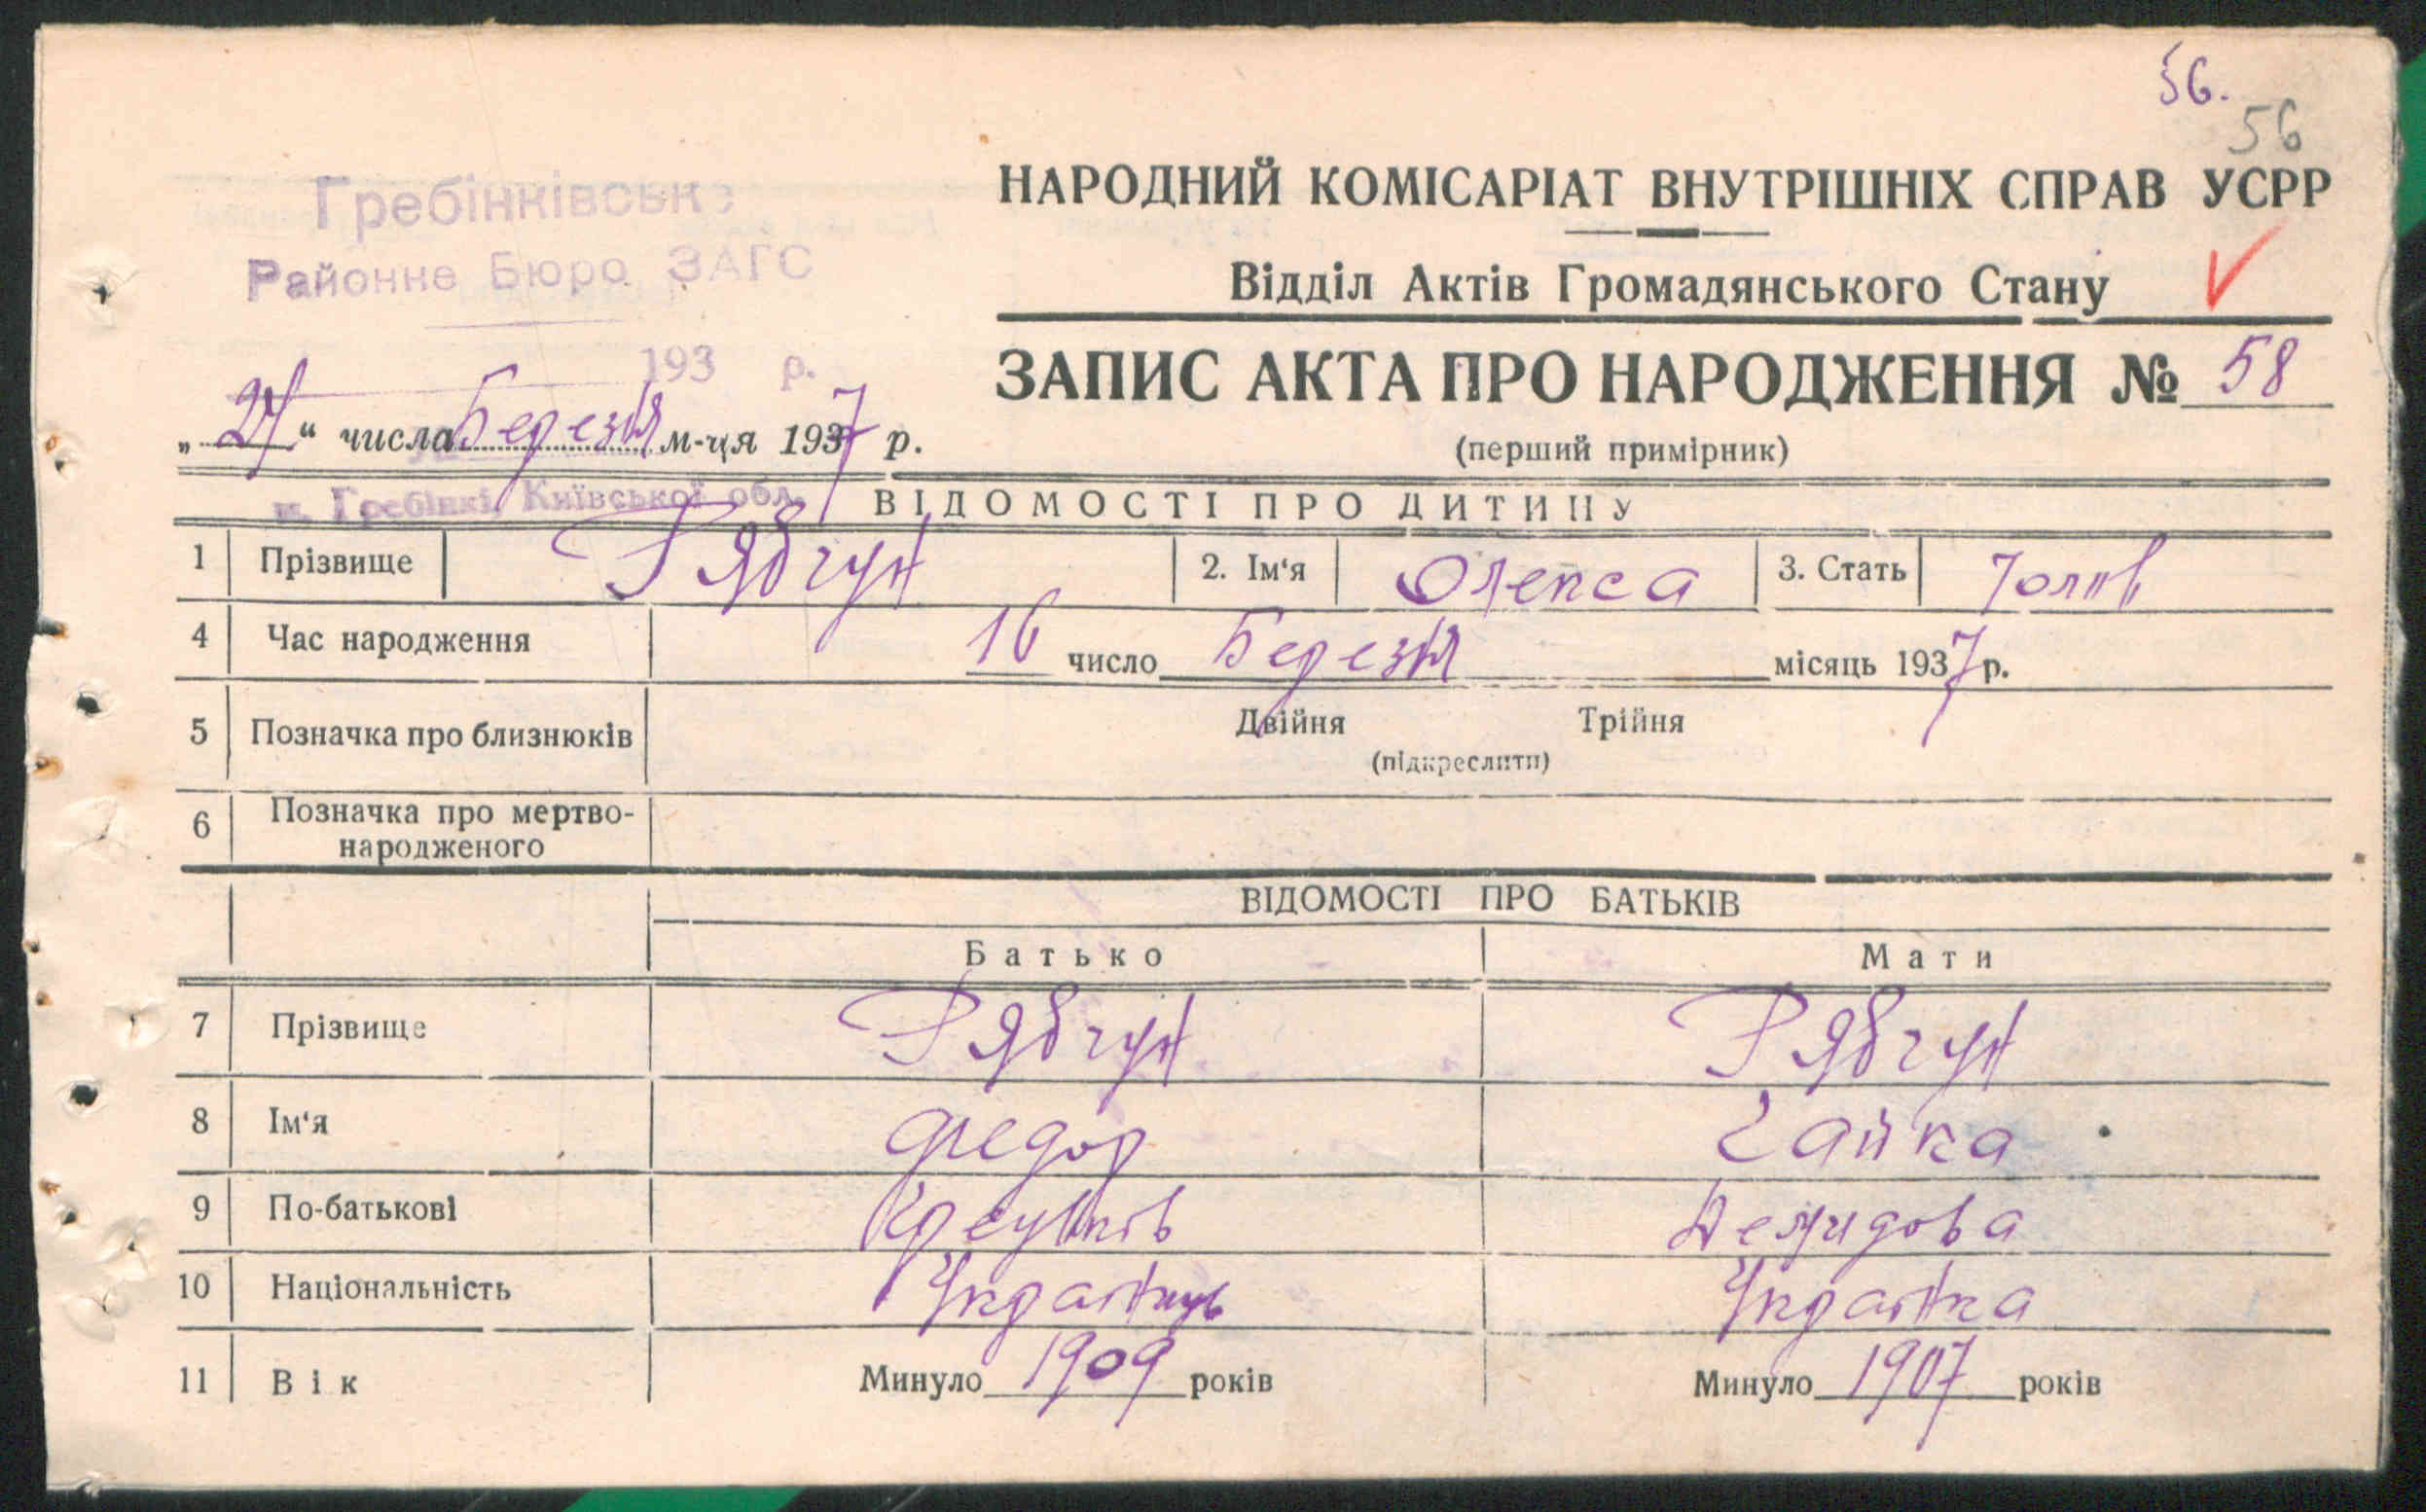 56.
56
Гребінківське
Районне Бюро ЗАГС
193 р.
НАРОДНИЙ КОМІСАРІАТ ВНУТРІШНІХ СПРАВ УСРР
Відділ Актів Громадянського Стану
ЗАПИС АКТА ПРО НАРОДЖЕННЯ № 58
(перший примірник)
„ “ числа Березня м-ця 1937 р.
м. Гребінкі, Київської обл.
ВІДОМОСТІ ПРО ДИТИНУ
1 Прізвище Рябчун 2. Ім‘я Олекса 3. Стать Чолов
4 Час народження 16 число Березня місяць 1937 р.
5 Позначка про близнюків Двійня Трійня
(підкреслити)
6 Позначка про мертво-
народженого
ВІДОМОСТІ ПРО БАТЬКІВ
Батько Мати
7 Прізвище Рябчун Рябчун
8 Ім‘я Федор
9 По-батькові Демидова
10 Національність Українець Українка
11 Вік Минуло 1909 років Минуло 1907 років